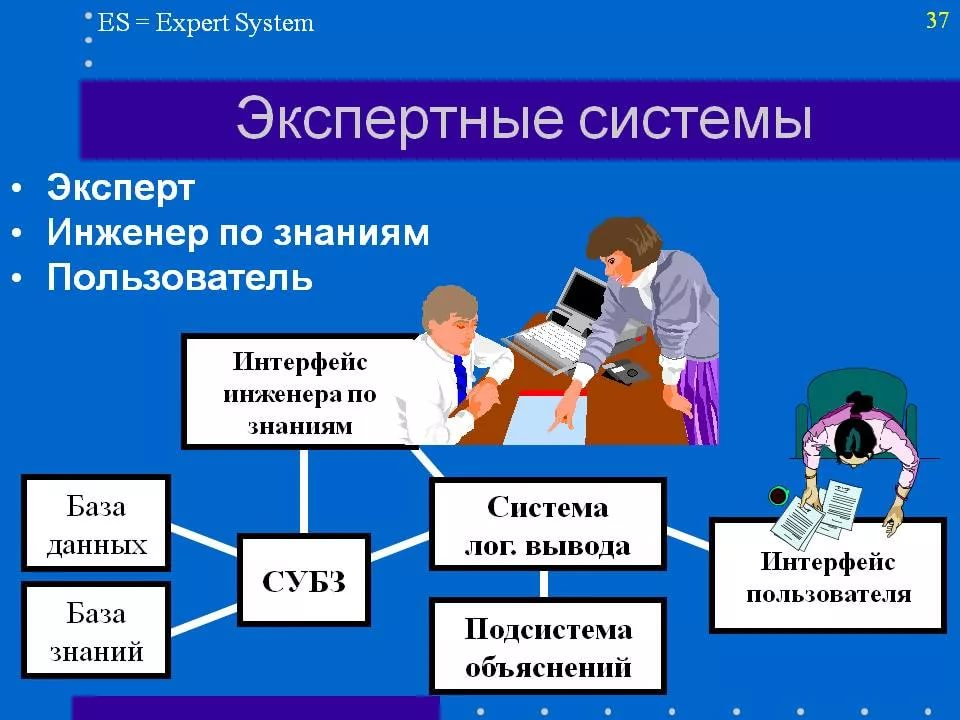 ES = Expert System
37
Экспертные системы
• Эксперт
• Инженер по знаниям
• Пользователь
Интерфейс
инженера по
знаниям
База
данных
Система
лог. вывода
Интерфейс
пользователя
СУБЗ
База
знаний
Подсистема
объяснений